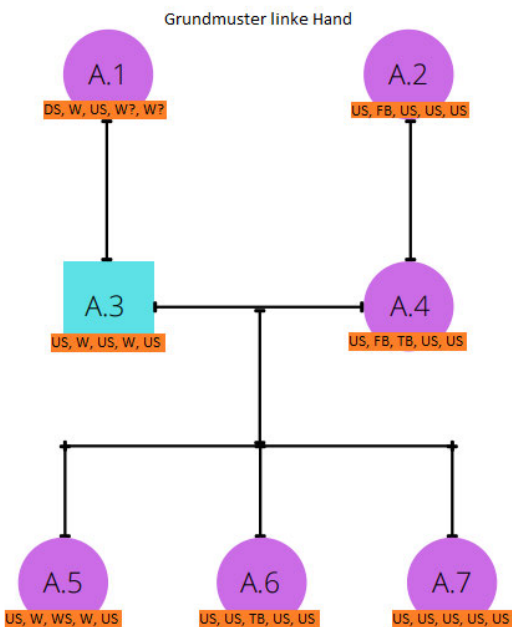 Grundmuster linke Hand
A.1
A.2
DS, W, US, W?, W?
US, FB, US, US, US
A.3
A.4
US, W, US, W, US
US, FB, TB, US, US
A.5
A.6
A.7
US, W, WS, W, US
US, US, TB, US, US
US, US, US, US, US